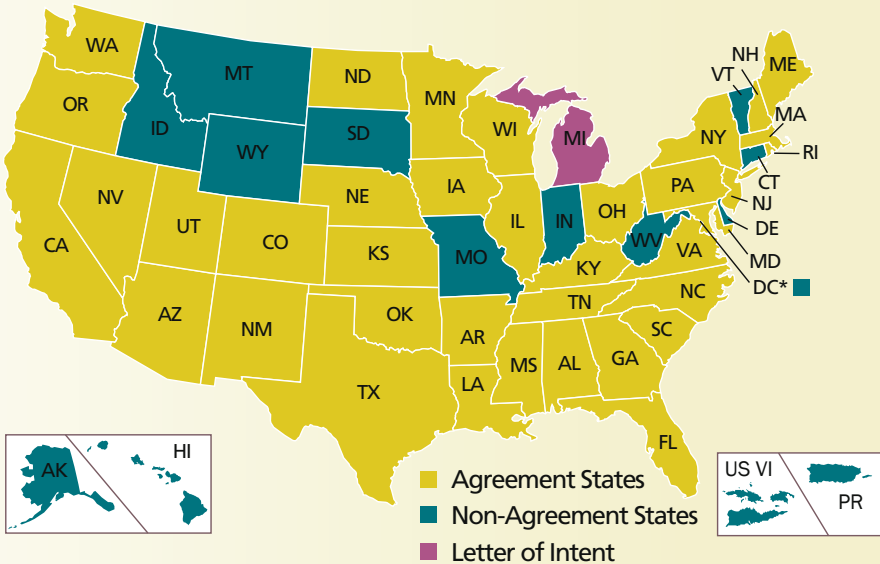 WA
MT
ND
MN
OR
ID
SD
WY
WI
MI
VT
NH
ME
MA
NY
RI
CT
NJ
DE
MD
DC*
NV
UT
CO
NE
IA
IL
IN
OH
PA
WV
VA
CA
KS
MO
KY
NC
TN
AZ
NM
OK
AR
SC
TX
LA
MS
AL
GA
FL
AK
HI
US VI
PR
Agreement States
Non-Agreement States
Letter of Intent